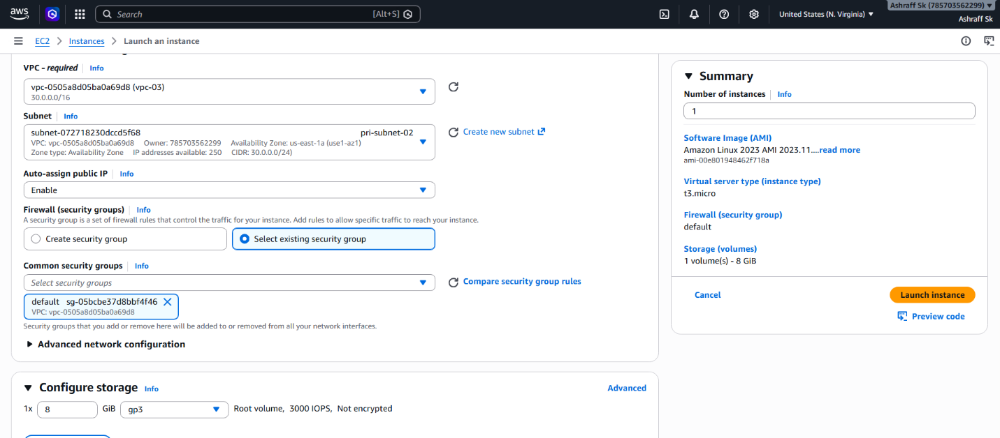 aws
Search [Alt+S]
United States (N. Virginia)
Ashraff Sk (785703562299)
Ashraff Sk
EC2 Instances Launch an instance
VPC - required Info
vpc-0505a8d05ba0a69d8 (vpc-03)
30.0.0.0/16
Subnet Info
subnet-072718230dccd5f68 pri-subnet-02
VPC: vpc-0505a8d05ba0a69d8 Owner: 785703562299 Availability Zone: us-east-1a (use1-az1)
Zone type: Availability Zone IP addresses available: 250 CIDR: 30.0.0.0/24)
Create new subnet
Auto-assign public IP Info
Enable
Firewall (security groups) Info
A security group is a set of firewall rules that control the traffic for your instance. Add rules to allow specific traffic to reach your instance.
Create security group
Select existing security group
Common security groups Info
Select security groups
Compare security group rules
default sg-05bcbe37d8bbf4f46
VPC: vpc-0505a8d05ba0a69d8
Security groups that you add or remove here will be added to or removed from all your network interfaces.
Advanced network configuration
Configure storage Info
Advanced
1x 8 GiB gp3 Root volume, 3000 IOPS, Not encrypted
Summary
Number of instances Info
1
Software Image (AMI)
Amazon Linux 2023 AMI 2023.11....read more
ami-00e801948462f718a
Virtual server type (instance type)
t3.micro
Firewall (security group)
default
Storage (volumes)
1 volume(s) - 8 GiB
Cancel
Launch instance
Preview code